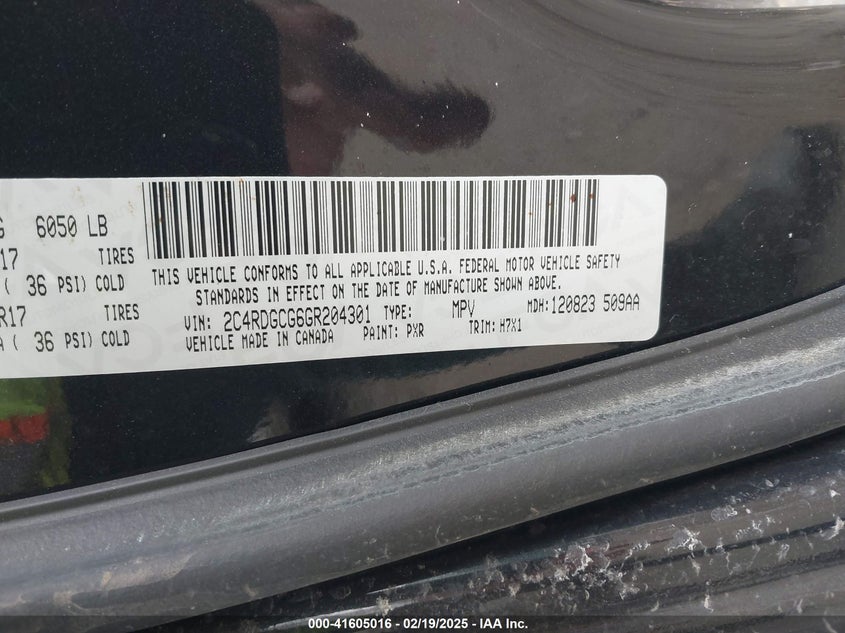 G 6050 LB
17 TIRES
( 36 PSI) COLD
R17 TIRES
A ( 36 PSI) COLD
THIS VEHICLE CONFORMS TO ALL APPLICABLE U.S.A. FEDERAL MOTOR VEHICLE SAFETY
STANDARDS IN EFFECT ON THE DATE OF MANUFACTURE SHOWN ABOVE.
VIN: 2C4RDGCG6GR204301 TYPE: MPV MDH: 120823 509AA
VEHICLE MADE IN CANADA PAINT: PXR TRIM: H7X1
000-41605016 - 02/19/2025 - IAA Inc.